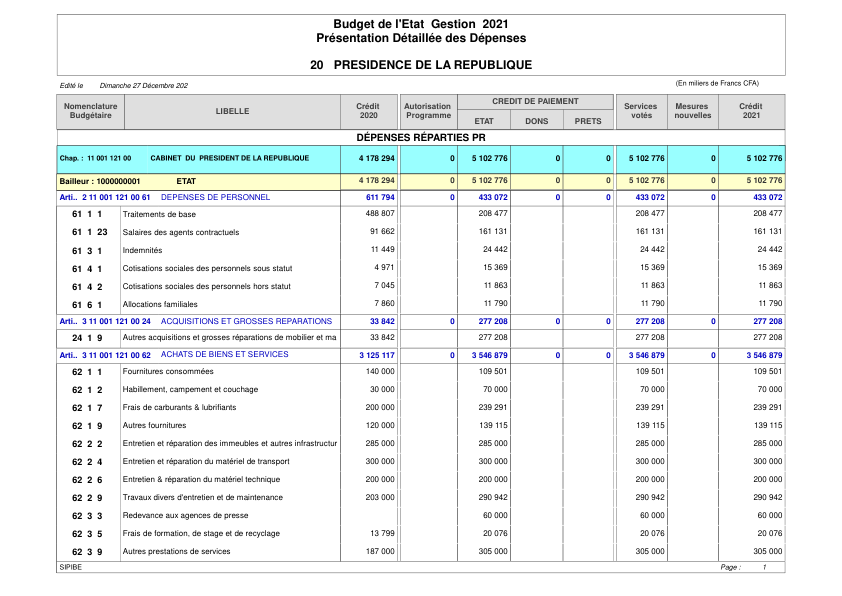 Budget de l'Etat Gestion 2021
Présentation Détaillée des Dépenses
20 PRESIDENCE DE LA REPUBLIQUE
Edité le Dimanche 27 Décembre 202
(En miliers de Francs CFA)
Nomenclature Budgétaire LIBELLE Crédit 2020 Autorisation Programme CREDIT DE PAIEMENT ETAT DONS PRETS Services votés Mesures nouvelles Crédit 2021
DÉPENSES RÉPARTIES PR
Chap. : 11 001 121 00 CABINET DU PRESIDENT DE LA REPUBLIQUE 4 178 294 0 5 102 776 0 0 5 102 776 0 5 102 776
Bailleur : 1000000001 ETAT 4 178 294 0 5 102 776 0 0 5 102 776 0 5 102 776
Arti.. 2 11 001 121 00 61 DEPENSES DE PERSONNEL 611 794 0 433 072 0 0 433 072 0 433 072
61 1 1 Traitements de base 488 807 208 477 208 477 208 477
61 1 23 Salaires des agents contractuels 91 662 161 131 161 131 161 131
61 3 1 Indemnités 11 449 24 442 24 442 24 442
61 4 1 Cotisations sociales des personnels sous statut 4 971 15 369 15 369 15 369
61 4 2 Cotisations sociales des personnels hors statut 7 045 11 863 11 863 11 863
61 6 1 Allocations familiales 7 860 11 790 11 790 11 790
Arti.. 3 11 001 121 00 24 ACQUISITIONS ET GROSSES REPARATIONS 33 842 0 277 208 0 0 277 208 0 277 208
24 1 9 Autres acquisitions et grosses réparations de mobilier et ma 33 842 277 208 277 208 277 208
Arti.. 3 11 001 121 00 62 ACHATS DE BIENS ET SERVICES 3 125 117 0 3 546 879 0 0 3 546 879 0 3 546 879
62 1 1 Fournitures consommées 140 000 109 501 109 501 109 501
62 1 2 Habillement, campement et couchage 30 000 70 000 70 000 70 000
62 1 7 Frais de carburants & lubrifiants 200 000 239 291 239 291 239 291
62 1 9 Autres fournitures 120 000 139 115 139 115 139 115
62 2 2 Entretien et réparation des immeubles et autres infrastructur 285 000 285 000 285 000 285 000
62 2 4 Entretien et réparation du matériel de transport 300 000 300 000 300 000 300 000
62 2 6 Entretien & réparation du matériel technique 200 000 200 000 200 000 200 000
62 2 9 Travaux divers d'entretien et de maintenance 203 000 290 942 290 942 290 942
62 3 3 Redevance aux agences de presse 60 000 60 000 60 000
62 3 5 Frais de formation, de stage et de recyclage 13 799 20 076 20 076 20 076
62 3 9 Autres prestations de services 187 000 305 000 305 000 305 000
SIPIBE Page : 1